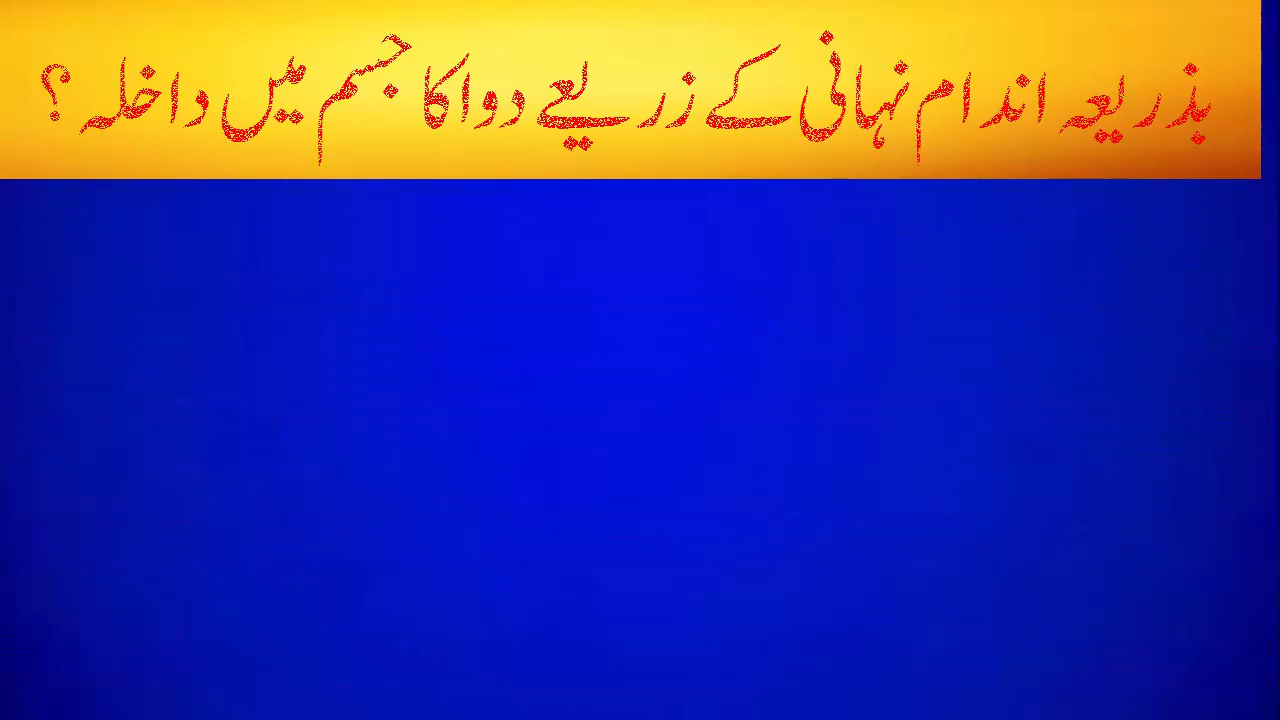 بذریعہ اندام نہانی کے زریعے دوا کا جسم میں داخلہ ؟